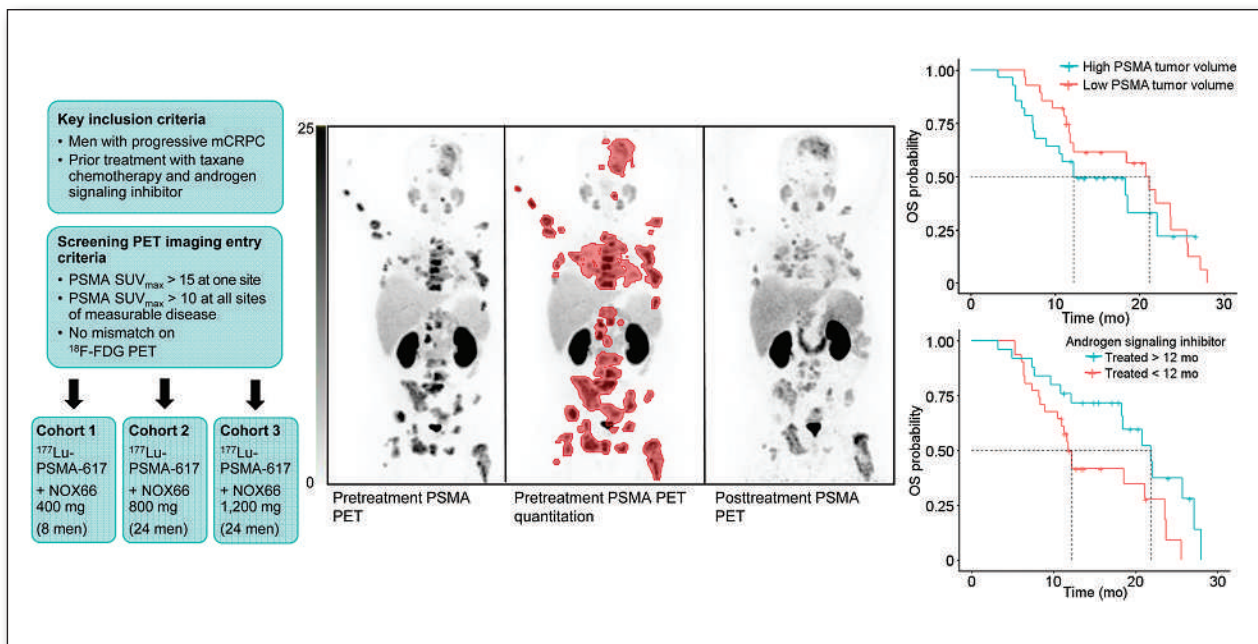 Key inclusion criteria
• Men with progressive mCRPC
• Prior treatment with taxane
chemotherapy and androgen
signaling inhibitor
Screening PET imaging entry
criteria
• PSMA SUVmax > 15 at one site
• PSMA SUVmax > 10 at all sites
of measurable disease
• No mismatch on
18F-FDG PET
Cohort 1
177Lu-
PSMA-617
+ NOX66
400 mg
(8 men)
Cohort 2
177Lu-
PSMA-617
+ NOX66
800 mg
(24 men)
Cohort 3
177Lu-
PSMA-617
+ NOX66
1,200 mg
(24 men)
25
0
Pretreatment PSMA
PET
Pretreatment PSMA PET
quantitation
Posttreatment PSMA
PET
High PSMA tumor volume
Low PSMA tumor volume
OS probability
1.00
0.75
0.50
0.25
0
0
10
20
30
Time (mo)
Androgen signaling inhibitor
Treated > 12 mo
Treated < 12 mo
OS probability
1.00
0.75
0.50
0.25
0
0
10
20
30
Time (mo)